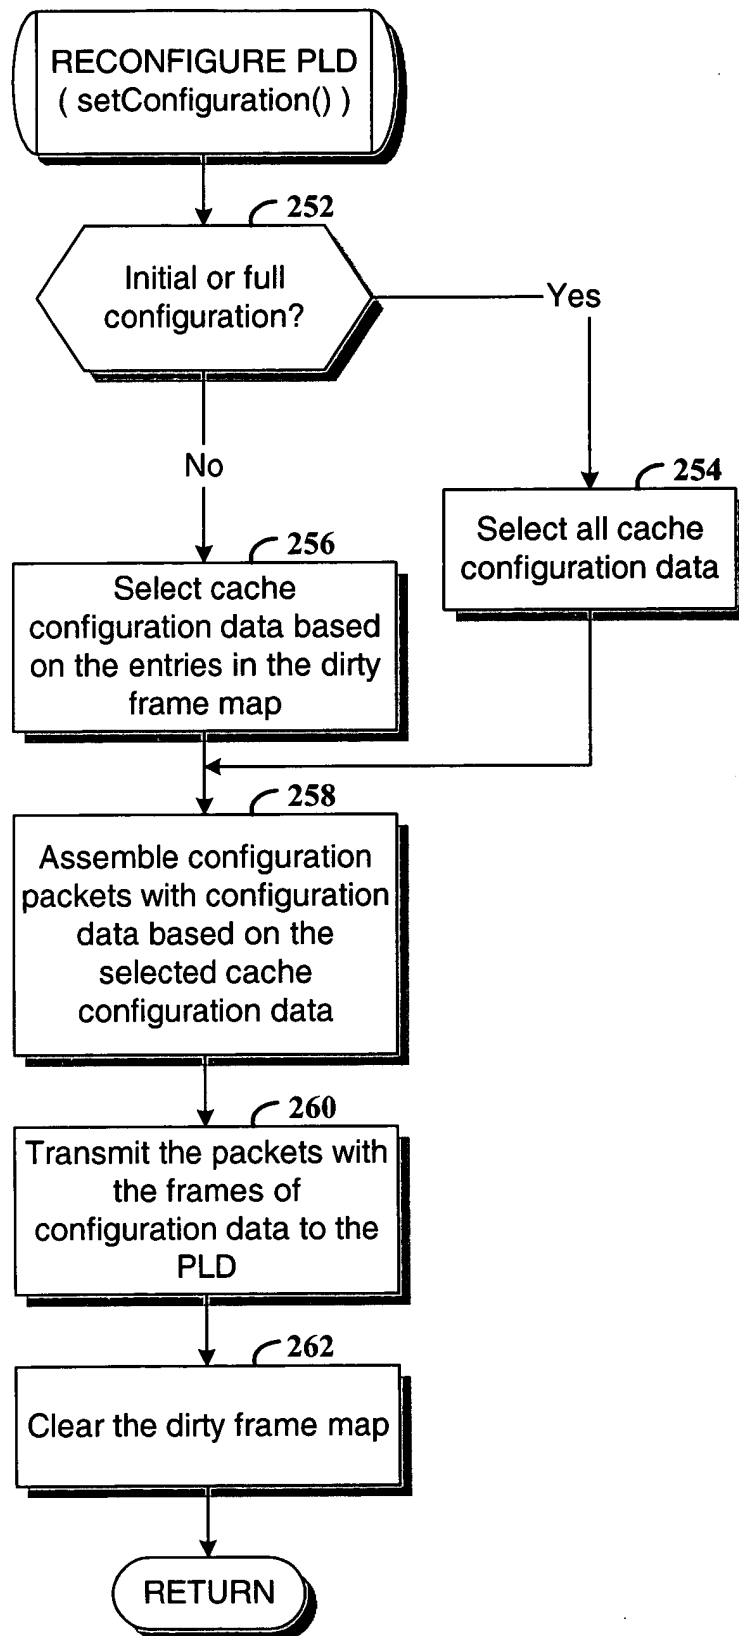 RECONFIGURE PLD
( setConfiguration() )
252
Initial or full
configuration?
Yes
No
254
Select all cache
configuration data
256
Select cache
configuration data based
on the entries in the dirty
frame map
258
Assemble configuration
packets with configuration
data based on the
selected cache
configuration data
260
Transmit the packets with
the frames of
configuration data to the
PLD
262
Clear the dirty frame map
RETURN